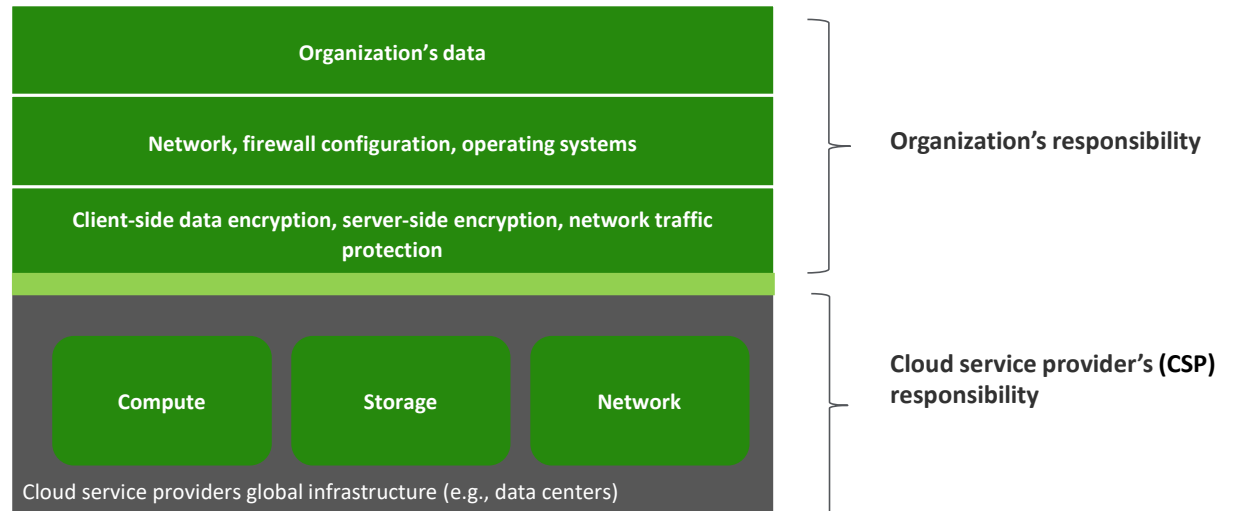 Organization’s data
Network, firewall configuration, operating systems
Organization’s responsibility
Client-side data encryption, server-side encryption, network traffic
protection
Cloud service provider’s (CSP)
responsibility
Compute
Storage
Network
Cloud service providers global infrastructure (e.g., data centers)